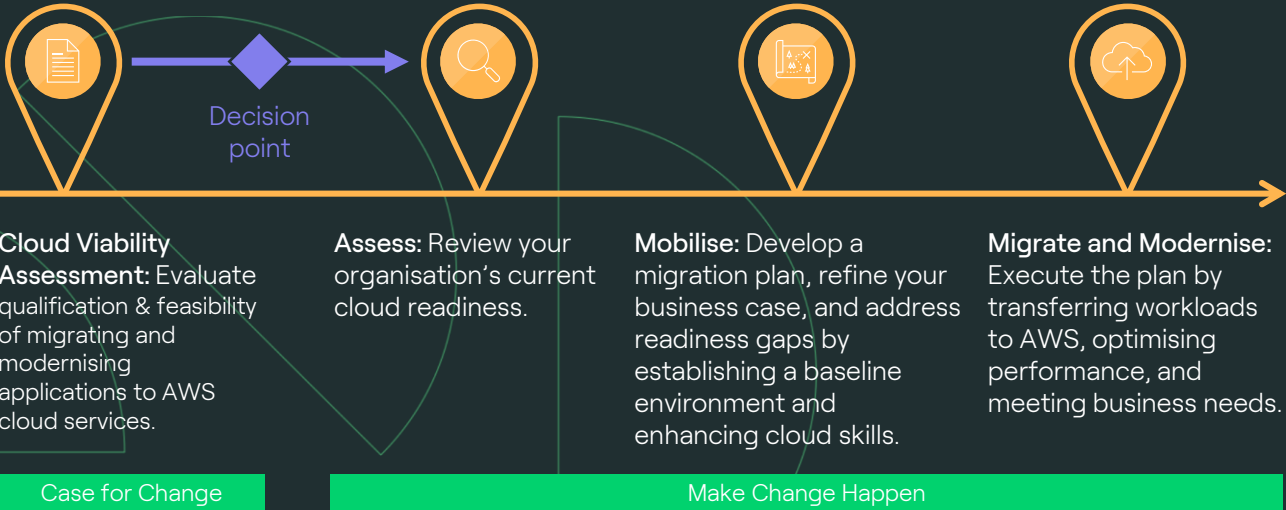 Decision
point
Cloud Viability
Assessment: Evaluate
qualification & feasibility
of migrating and
modernising
applications to AWS
cloud services.
Assess: Review your
organisation's current
cloud readiness.
Mobilise: Develop a
migration plan, refine your
business case, and address
readiness gaps by
establishing a baseline
environment and
enhancing cloud skills.
Migrate and Modernise:
Execute the plan by
transferring workloads
to AWS, optimising
performance, and
meeting business needs.
Case for Change
Make Change Happen